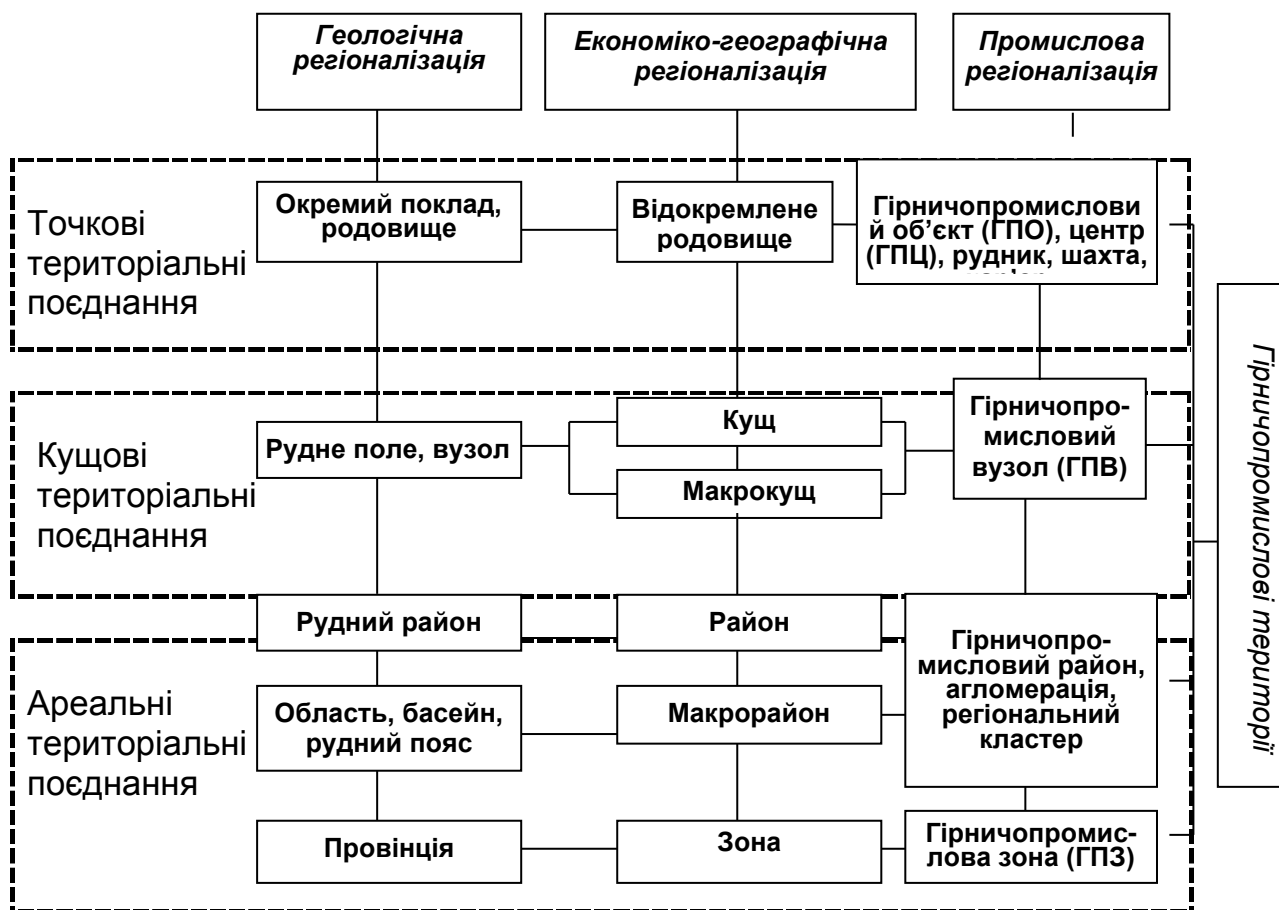 Геологічна
регіоналізація
Економіко-географічна
регіоналізація
Промислова
регіоналізація
Точкові
територіальні
поєднання
Окремий поклад,
родовище
Відокремлене
родовище
Гірничопромислови
й об’єкт (ГПО), центр
(ГПЦ), рудник, шахта,
Кущові
територіальні
поєднання
Рудне поле, вузол
Кущ
Макрокущ
Гірничопро-
мисловий
вузол (ГПВ)
Ареальні
територіальні
поєднання
Рудний район
Район
Гірничопро-
мисловий район,
агломерація,
регіональний
кластер
Область, басейн,
рудний пояс
Макрорайон
Провінція
Зона
Гірничопромис-
лова зона (ГПЗ)
Гірничопромислові території